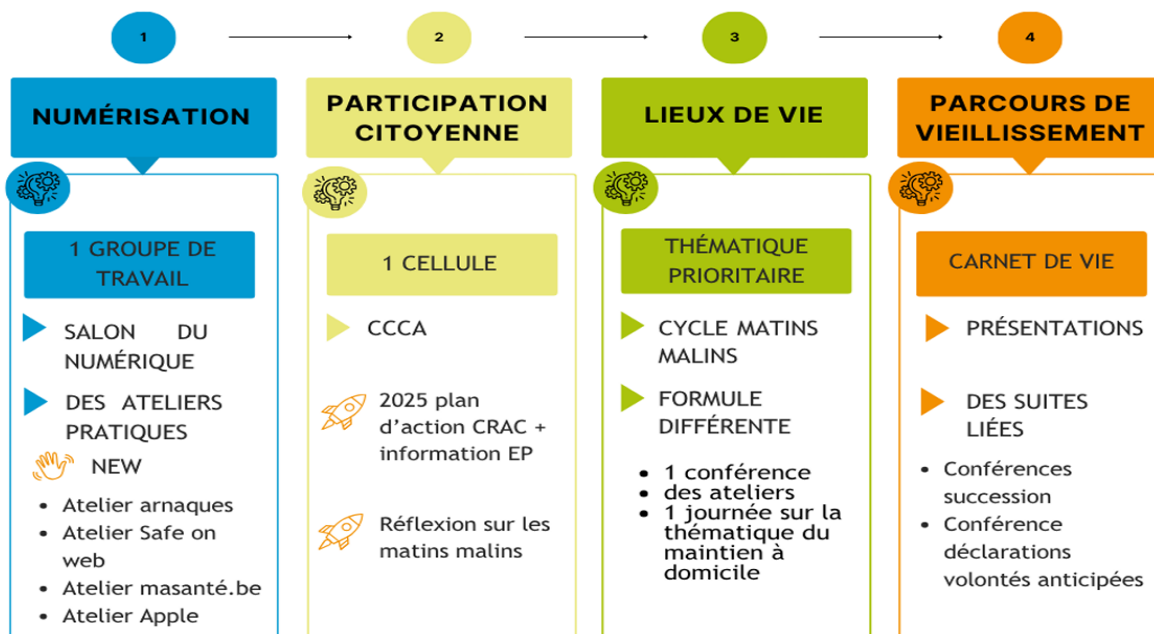 1
2
3
4
NUMÉRISATION
PARTICIPATION
CITOYENNE
LIEUX DE VIE
PARCOURS DE
VIEILLISSEMENT
1 GROUPE DE
TRAVAIL
SALON DU
NUMÉRIQUE
DES ATELIERS
PRATIQUES
NEW
• Atelier arnaques
• Atelier Safe on
web
• Atelier masanté.be
• Atelier Apple
1 CELLULE
CCCA
2025 plan
d'action CRAC +
information EP
Réflexion sur les
matins malins
THÉMATIQUE
PRIORITAIRE
CYCLE MATINS
MALINS
FORMULE
DIFFÉRENTE
• 1 conférence
• des ateliers
• 1 journée sur la
thématique du
maintien à
domicile
CARNET DE VIE
PRÉSENTATIONS
DES SUITES
LIÉES
• Conférences
succession
• Conférence
déclarations
volontés anticipées